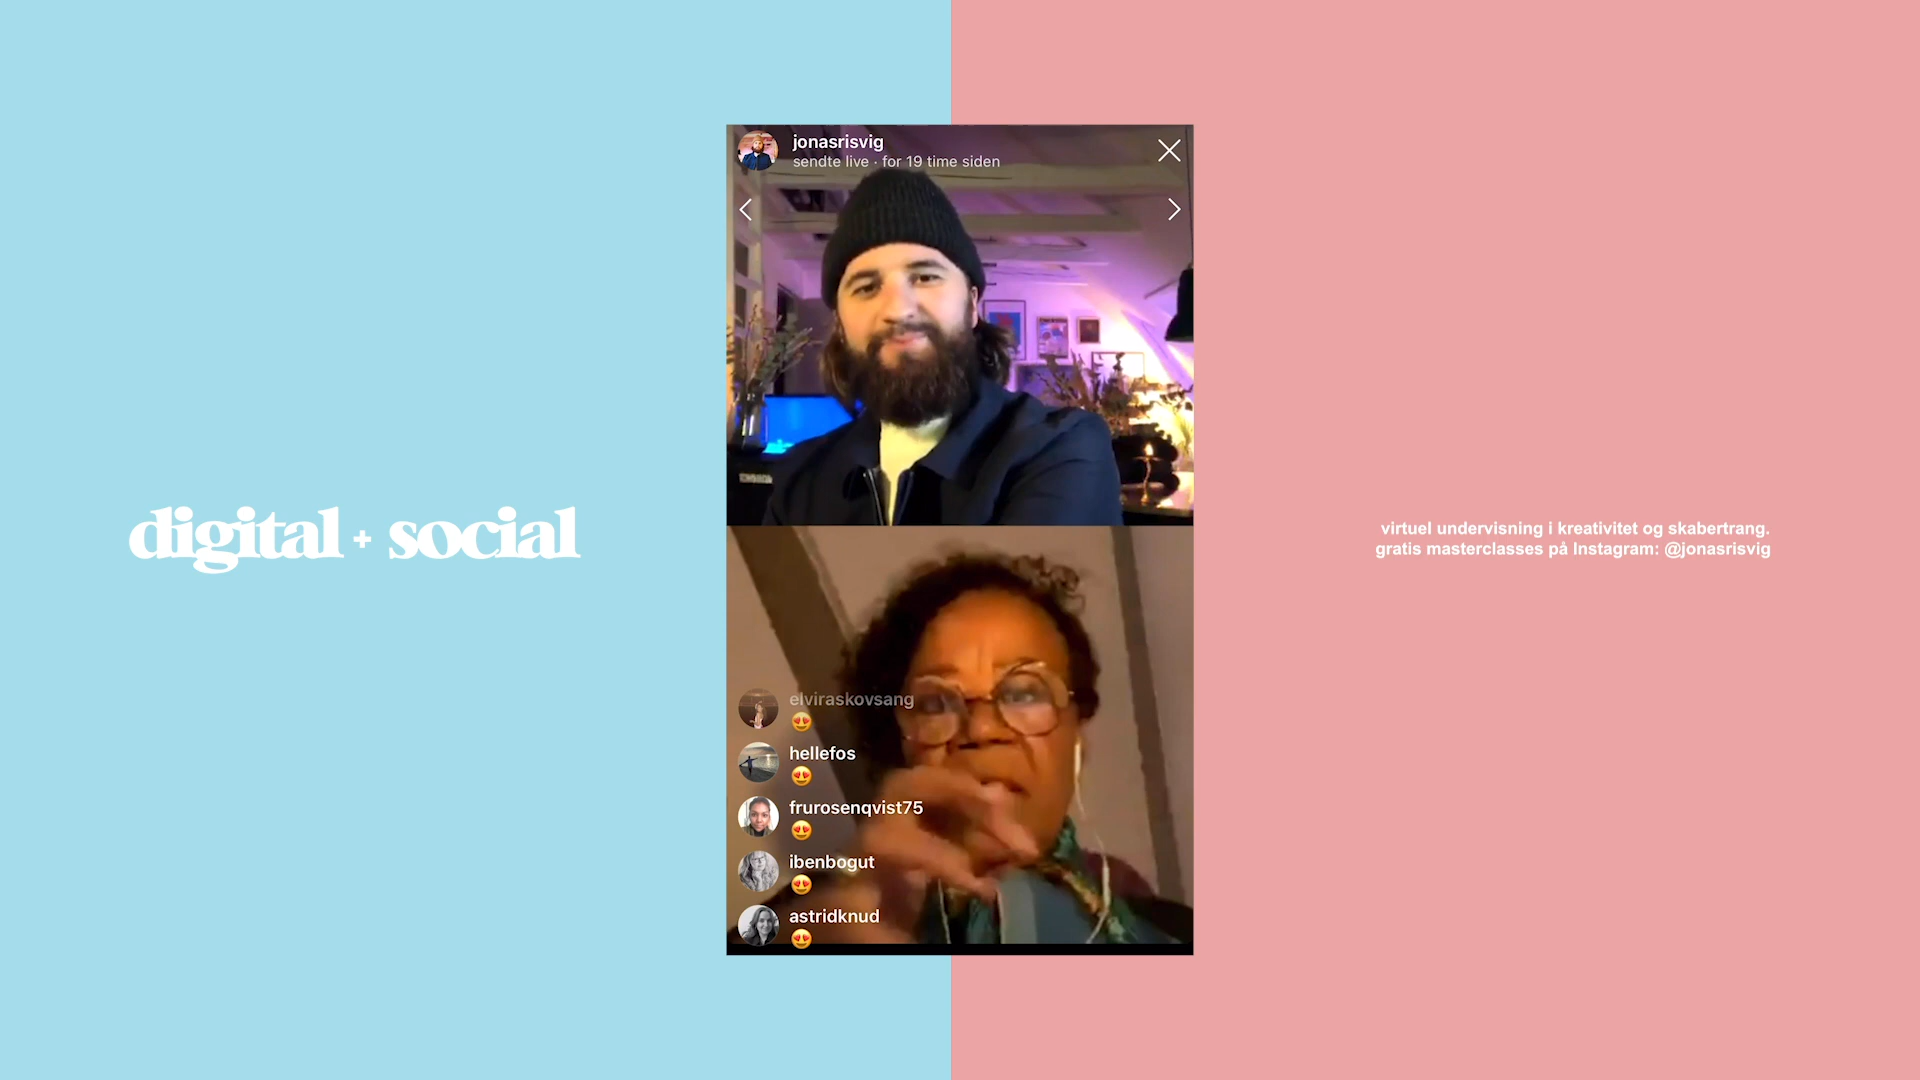 jonasrisvig
sendte live · for 19 time siden
digital + social
virtuel undervisning i kreativitet og skabertrang.
gratis masterclasses på Instagram: @jonasrisvig
elviraskovsang
😍
hellefos
😍
frurosenqvist75
😍
ibenbogut
😍
astridknud
😍